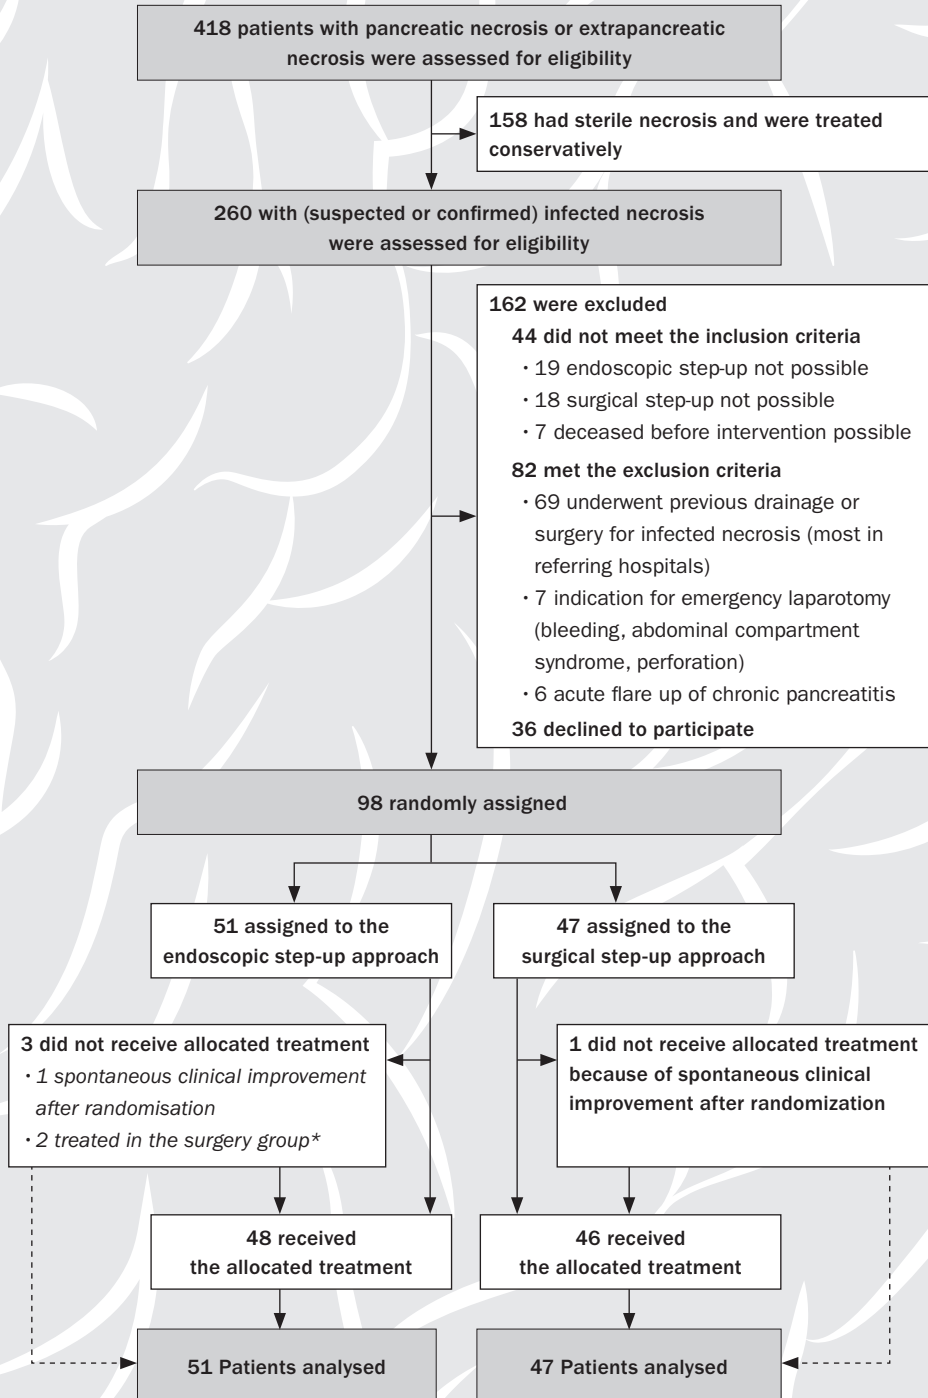 418 patients with pancreatic necrosis or extrapancreatic
necrosis were assessed for eligibility
158 had sterile necrosis and were treated
conservatively
260 with (suspected or confirmed) infected necrosis
were assessed for eligibility
162 were excluded
44 did not meet the inclusion criteria
• 19 endoscopic step-up not possible
• 18 surgical step-up not possible
• 7 deceased before intervention possible
82 met the exclusion criteria
• 69 underwent previous drainage or
surgery for infected necrosis (most in
referring hospitals)
• 7 indication for emergency laparotomy
(bleeding, abdominal compartment
syndrome, perforation)
• 6 acute flare up of chronic pancreatitis
36 declined to participate
98 randomly assigned
51 assigned to the
endoscopic step-up approach
47 assigned to the
surgical step-up approach
3 did not receive allocated treatment
• 1 spontaneous clinical improvement
after randomisation
• 2 treated in the surgery group*
1 did not receive allocated treatment
because of spontaneous clinical
improvement after randomization
48 received
the allocated treatment
46 received
the allocated treatment
51 Patients analysed
47 Patients analysed